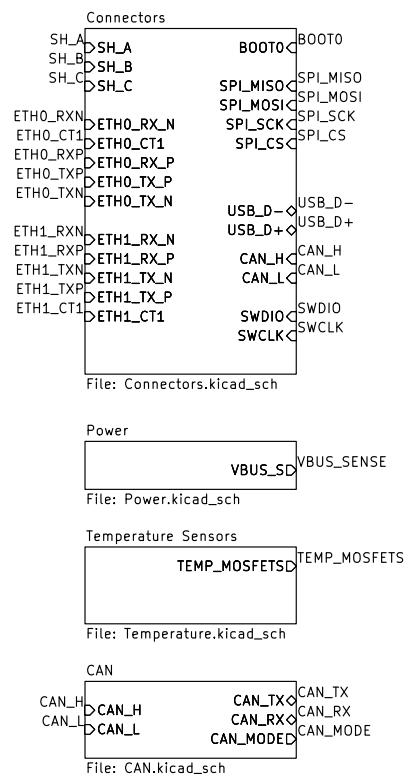 Connectors
SH_A SH_A BOOT0 BOOT0
SH_B SH_B
SH_C SH_C SPI_MISO SPI_MISO
SPI_MOSI SPI_MOSI
ETH0_RXN ETH0_RX_N SPI_SCK SPI_SCK
ETH0_CT1 ETH0_CT1 SPI_CS SPI_CS
ETH0_RXP ETH0_RX_P
ETH0_TXP ETH0_TX_P
ETH0_TXN ETH0_TX_N
USB_D- USB_D-
USB_D+ USB_D+
ETH1_RXN ETH1_RX_N
ETH1_RXP ETH1_RX_P CAN_H CAN_H
ETH1_TXN ETH1_TX_N CAN_L CAN_L
ETH1_TXP ETH1_TX_P
ETH1_CT1 ETH1_CT1 SWDIO SWDIO
SWCLK SWCLK
File: Connectors.kicad_sch
Power
VBUS_S VBUS_SENSE
File: Power.kicad_sch
Temperature Sensors
TEMP_MOSFETS TEMP_MOSFETS
File: Temperature.kicad_sch
CAN
CAN_H CAN_H CAN_TX CAN_TX
CAN_L CAN_L CAN_RX CAN_RX
CAN_MODE CAN_MODE
File: CAN.kicad_sch